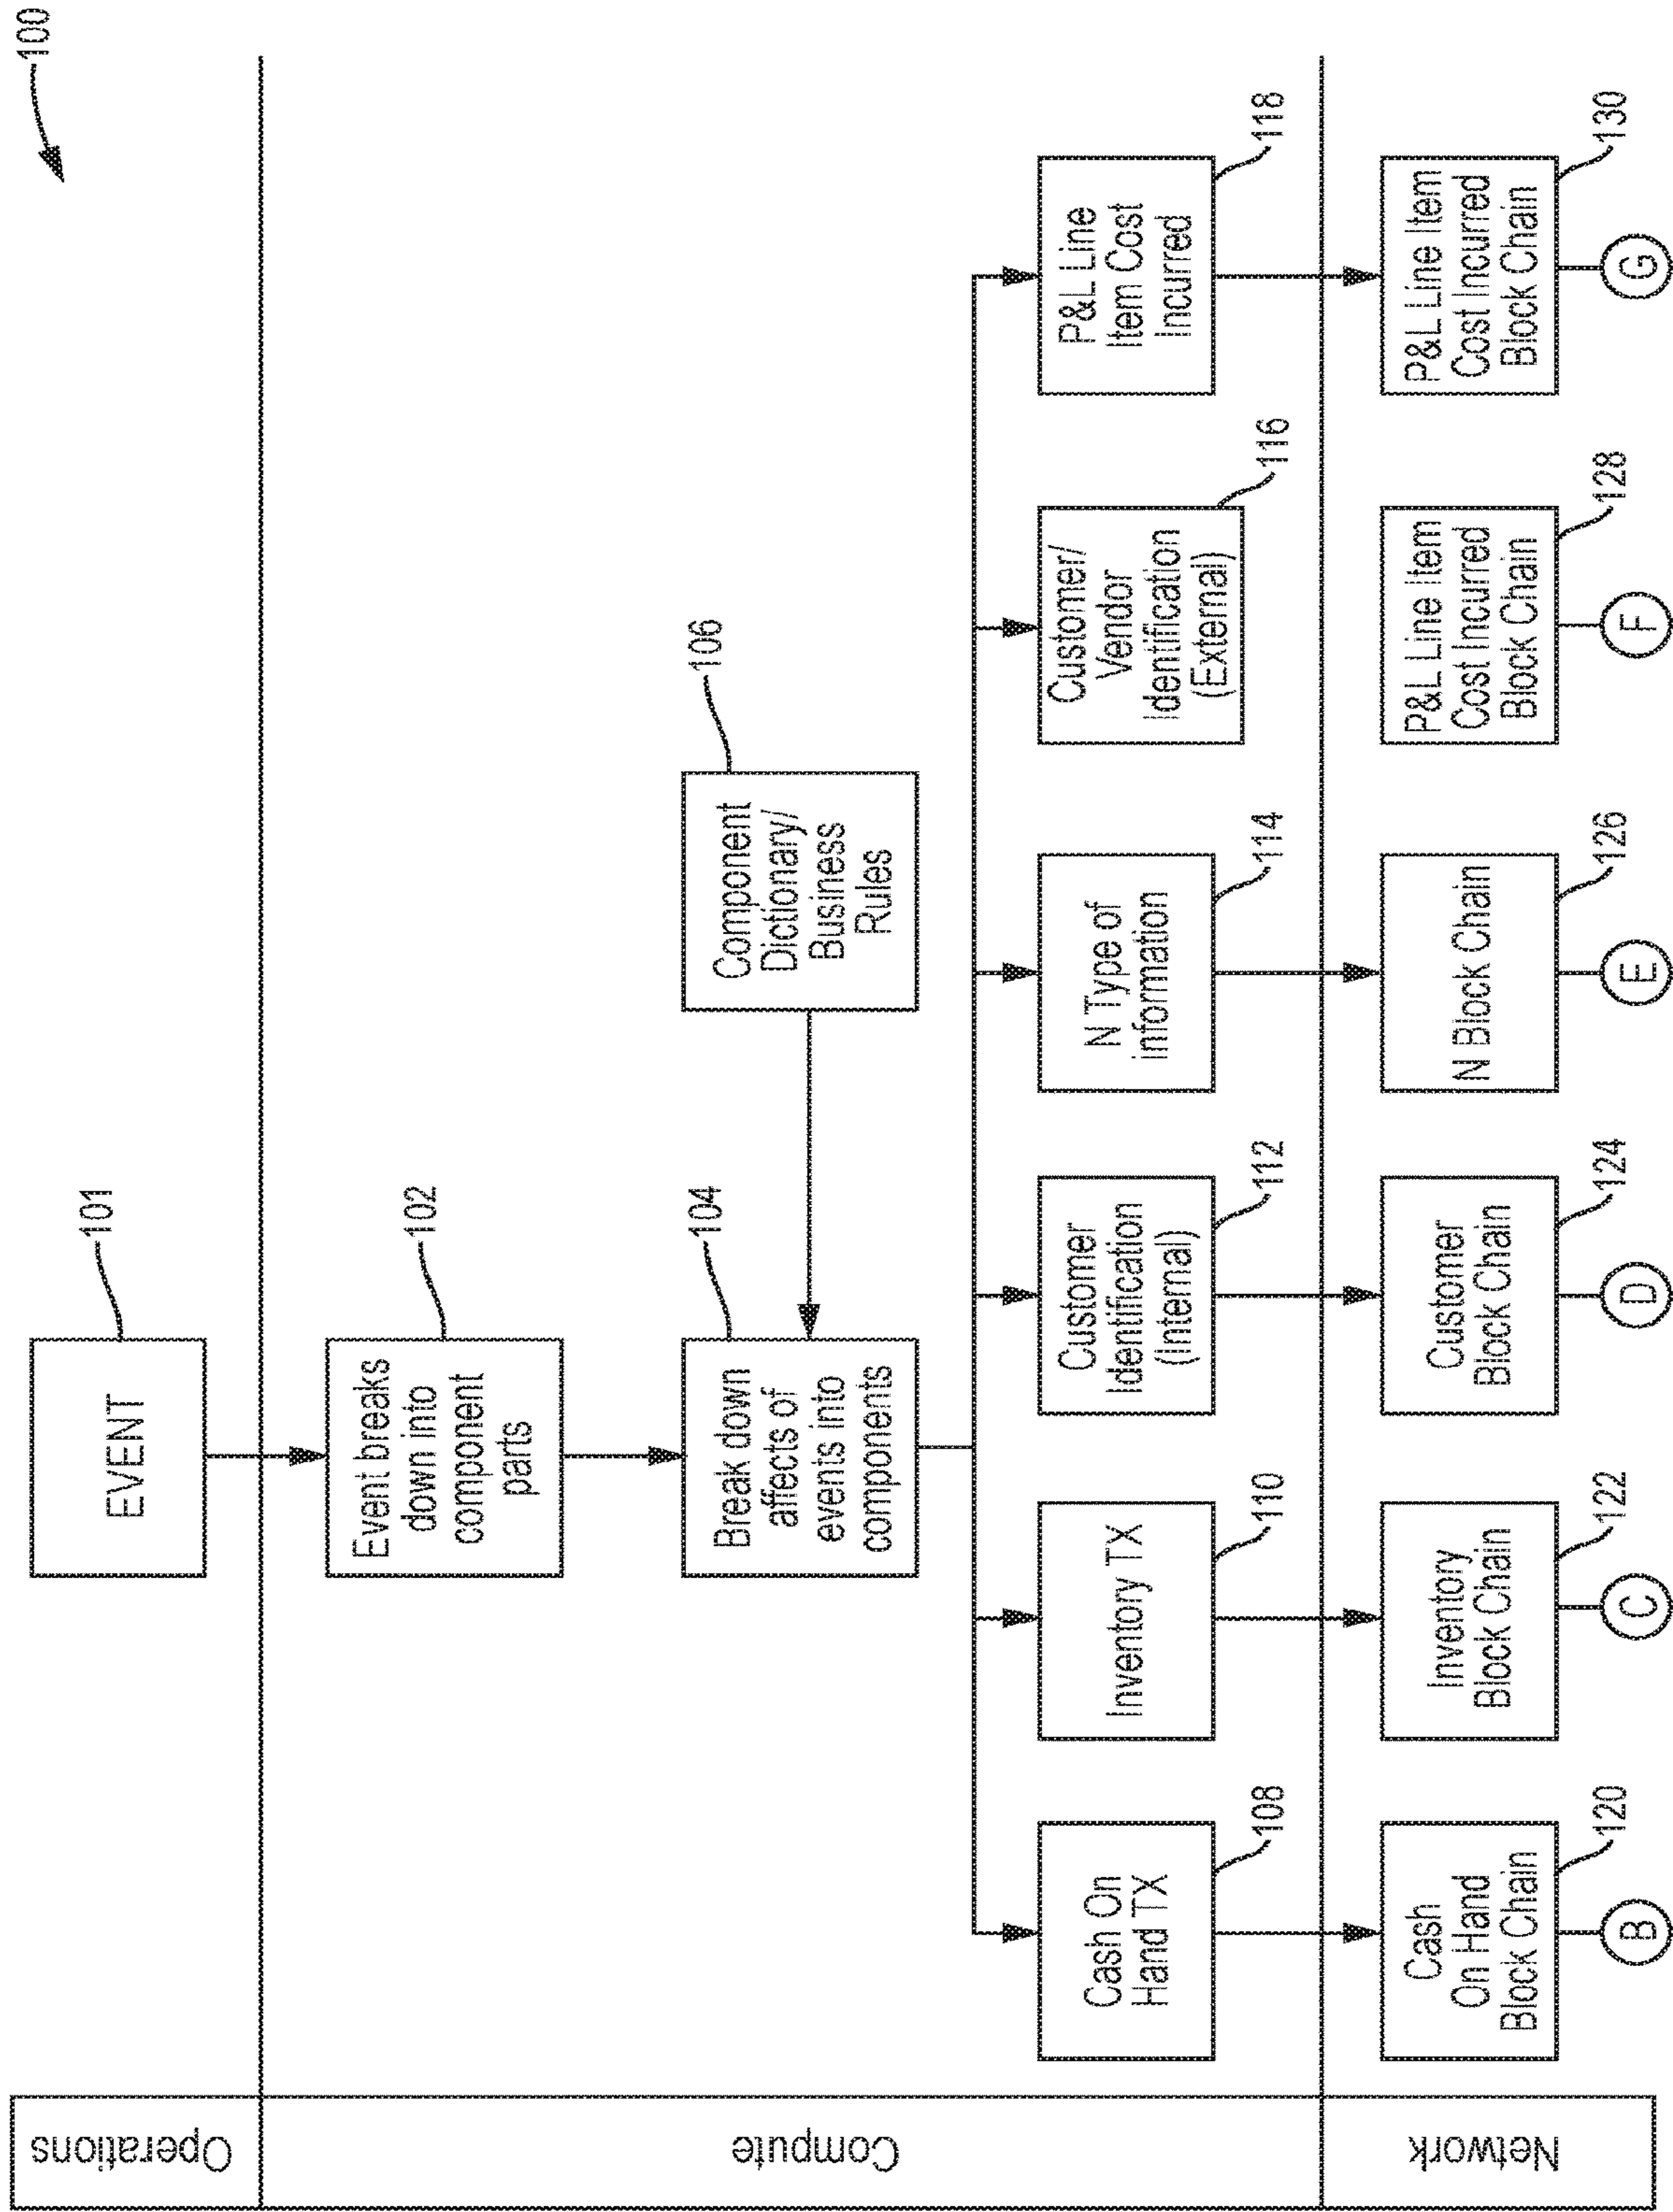 100
Operations
EVENT
101
Compute
Event breaks
down into
component
parts
102
Break down
affects of
events into
components
104
Component
Dictionary/
Business
Rules
106
Cash On
Hand TX
108
Inventory TX
110
Customer
Identification
(Internal)
112
N Type of
information
114
Customer/
Vendor
Identification
(External)
116
P&L Line
Item Cost
Incurred
118
Network
Cash
On Hand
Block Chain
120
Inventory
Block Chain
122
Customer
Block Chain
124
N Block Chain
126
P&L Line Item
Cost Incurred
Block Chain
128
P&L Line Item
Cost Incurred
Block Chain
130
B
C
D
E
F
G